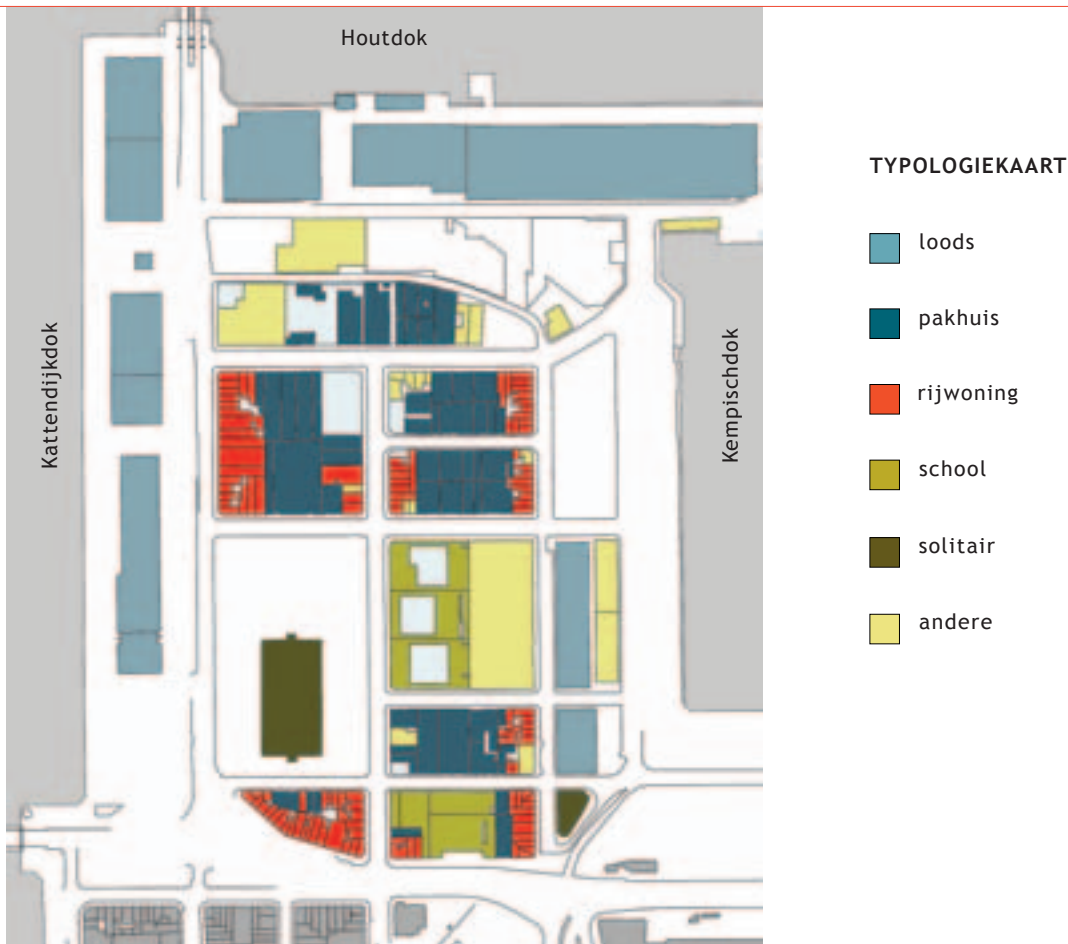 Houtdok
Kattendijkdok
Kempischdok
TYPOLOGIEKAART
loods
pakhuis
rijwoning
school
solitair
andere